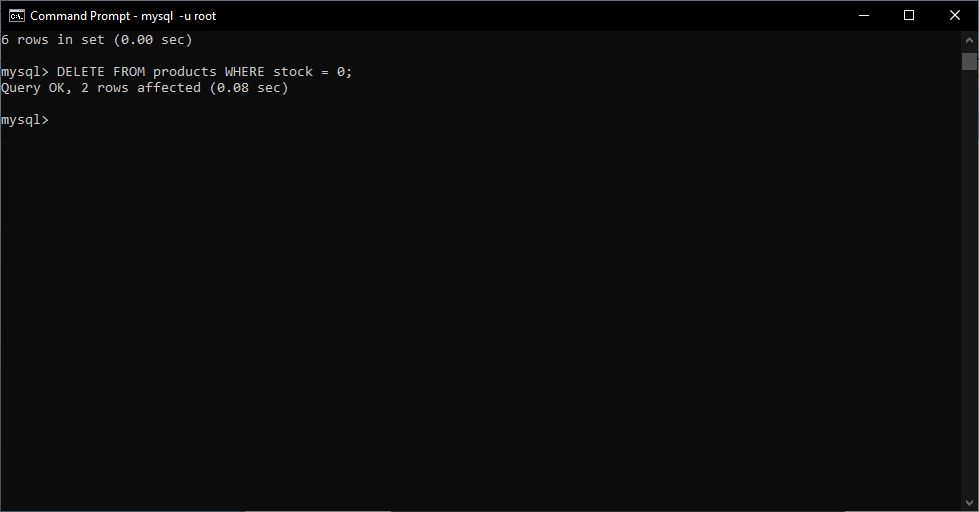 Command Prompt - mysql  -u root
6 rows in set (0.00 sec)
mysql> DELETE FROM products WHERE stock = 0;
Query OK, 2 rows affected (0.08 sec)
mysql>